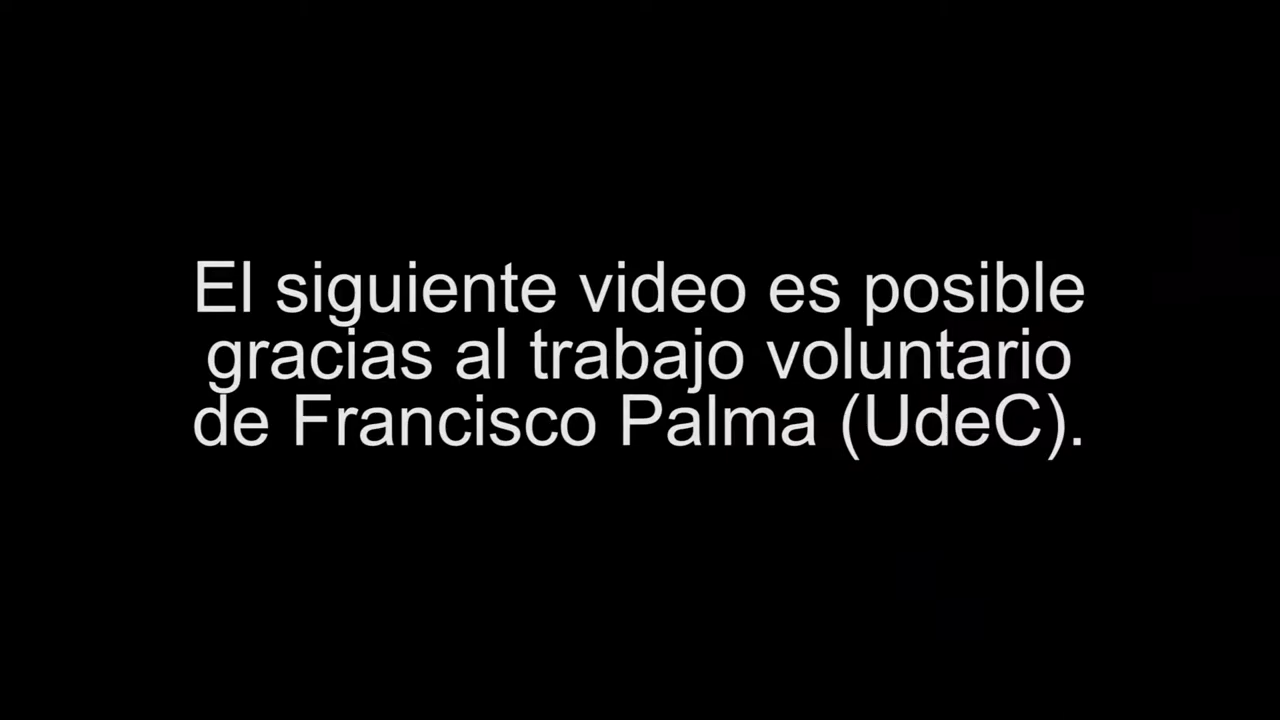 El siguiente video es posible
gracias al trabajo voluntario
de Francisco Palma (UdeC).